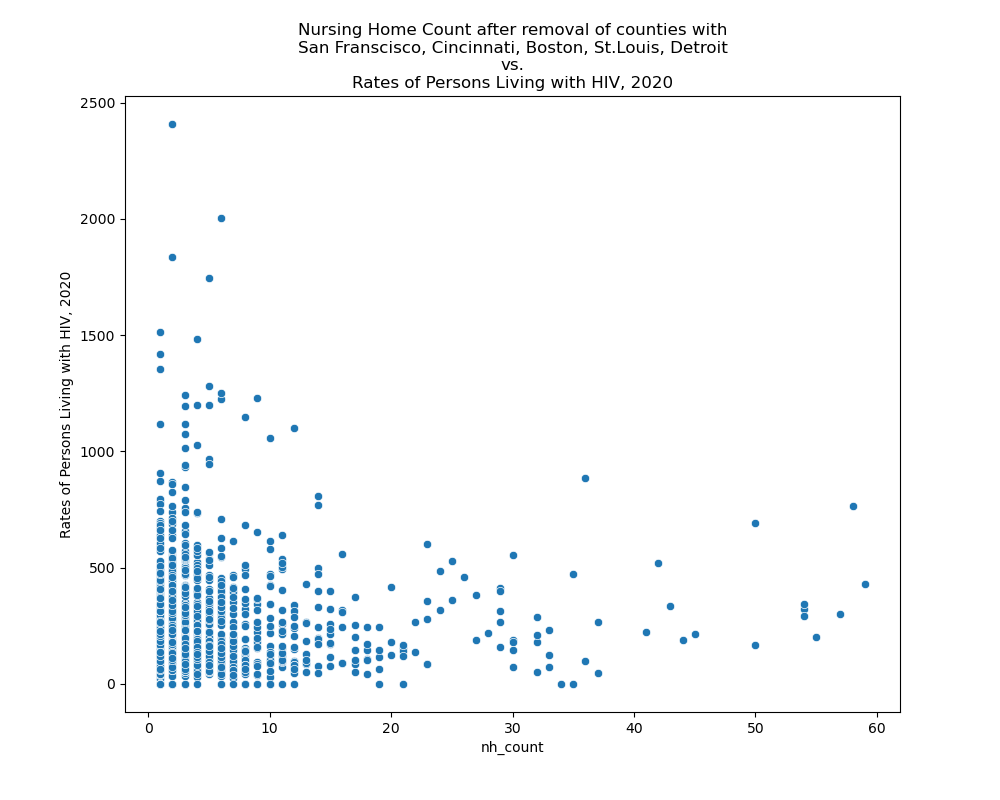 Nursing Home Count after removal of counties with
San Franscisco, Cincinnati, Boston, St.Louis, Detroit
vs.
Rates of Persons Living with HIV, 2020
2500
2000
1500
1000
500
0
Rates of Persons Living with HIV, 2020
0 10 20 30 40 50 60
nh_count